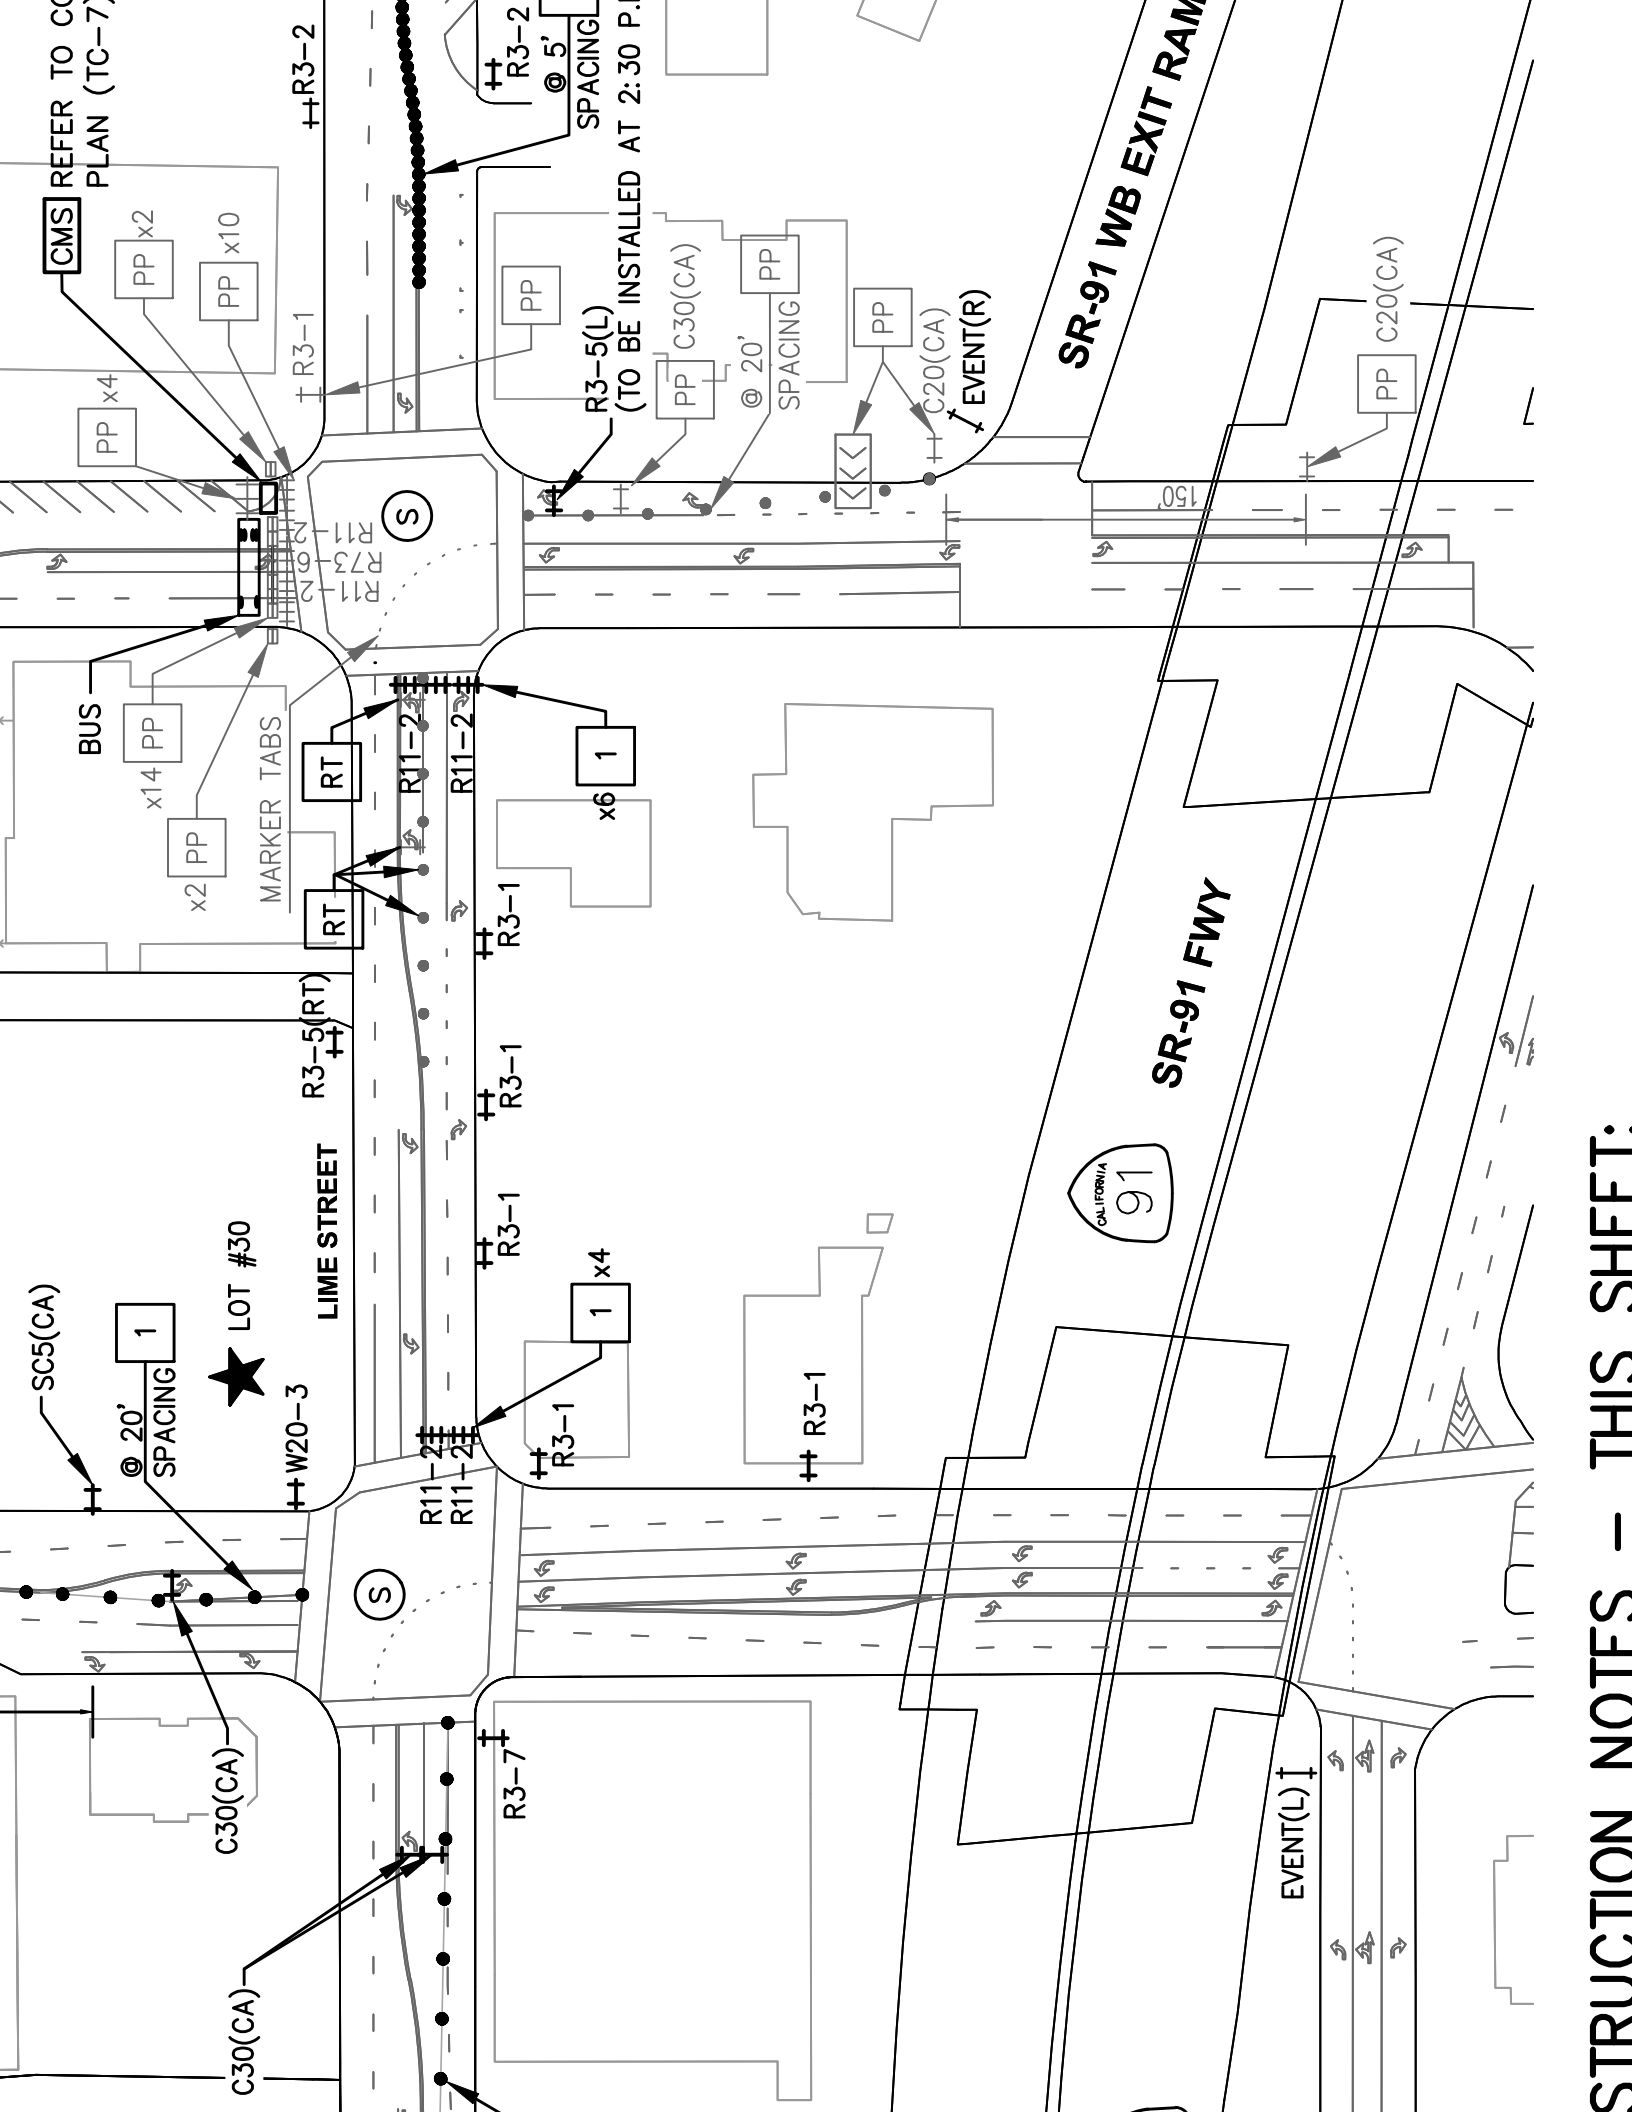 REFER TO CO
PLAN (TC-7)
CMS
R3-2
R3-2
@ 5'
SPACING
PP
x2
PP
x10
PP
x4
R3-1
PP
R3-5(L)
(TO BE INSTALLED AT 2:30 P.
C30(CA)
PP
PP
@ 20'
SPACING
PP
C20(CA)
EVENT(R)
SR-91 WB EXIT RAM
C20(CA)
PP
150'
S
R11-2
R73-6
R11-2
BUS
PP
x14
PP
x2
MARKER TABS
RT
R11-2
R11-2
1
x6
RT
R3-1
R3-5(RT)
R3-1
R3-1
SR-91 FWY
CALIFORNIA
91
LIME STREET
LOT #30
SC5(CA)
1
@ 20'
SPACING
W20-3
1
x4
R11-2
R11-2
R3-1
R3-1
S
C30(CA)
R3-7
C30(CA)
EVENT(L)
STRUCTION NOTES – THIS SHEET: